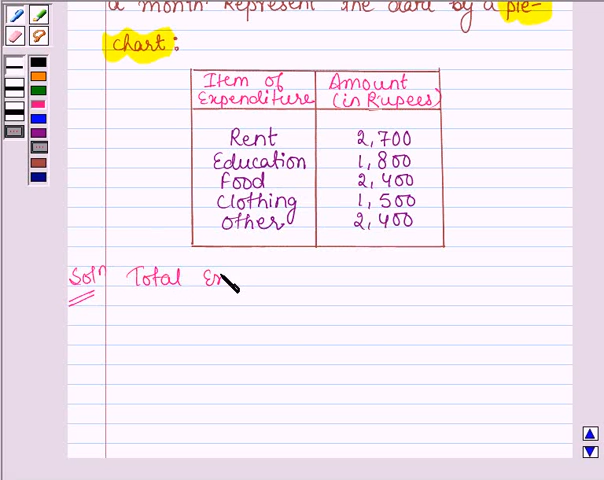 a month. Represent the data by a pie-
chart :
Item of Expenditure Amount (in Rupees)
Rent 2,700
Education 1,800
Food 2,400
Clothing 1,500
Other 2,400
Solⁿ Total Ex